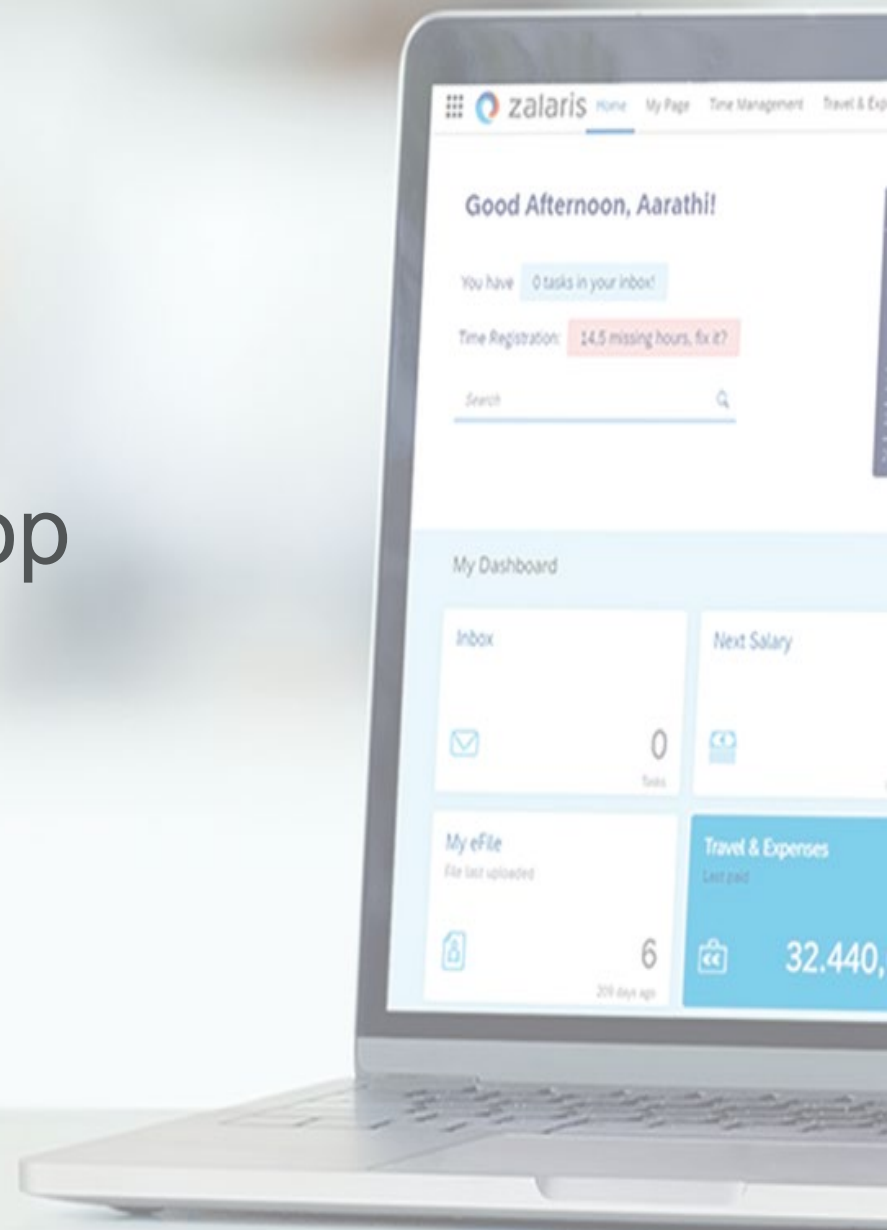 zalaris Home My Page Time Management Travel & Exp
Good Afternoon, Aarathi!
You have 0 tasks in your inbox!
Time Registration: 14.5 missing hours, fix it?
Search
op
My Dashboard
Inbox
Next Salary
0
Tasks
My eFile
File last uploaded
Travel & Expenses
Last paid
6
32.440,
209 days ago